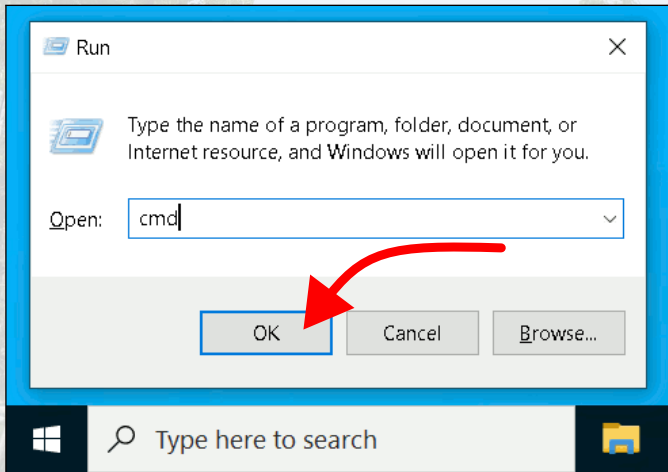 Run
Type the name of a program, folder, document, or
Internet resource, and Windows will open it for you.
Open: cmd
OK Cancel Browse...
Type here to search